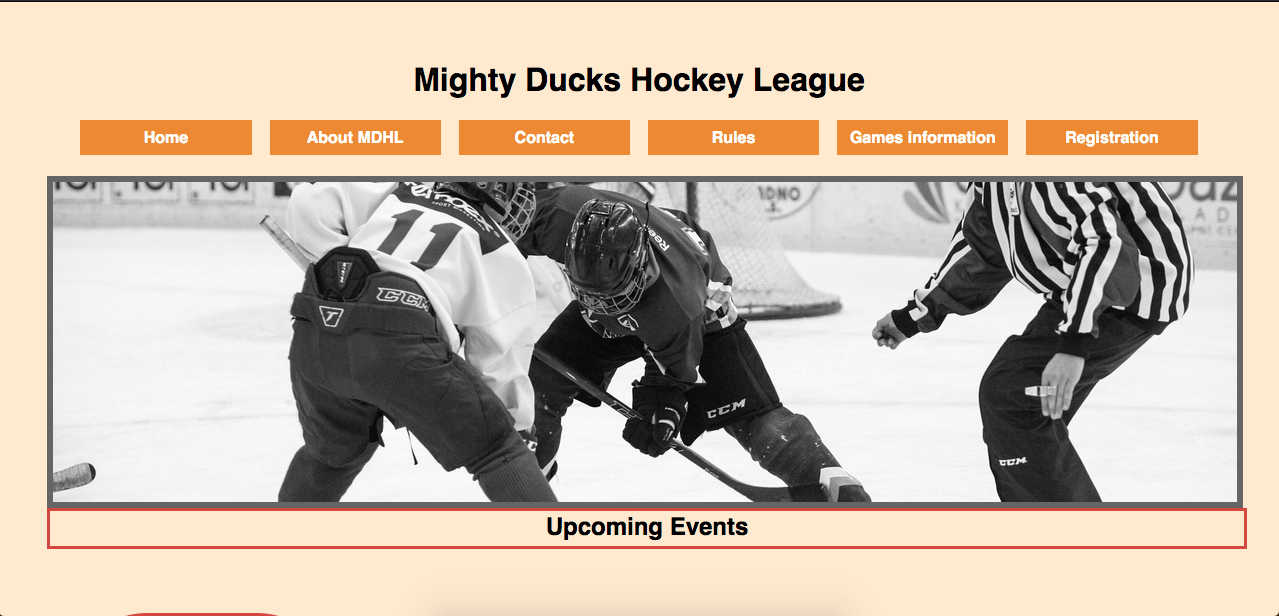 Mighty Ducks Hockey League
Home About MDHL Contact Rules Games information Registration
11
CCM
T
CCM
CCM
Upcoming Events